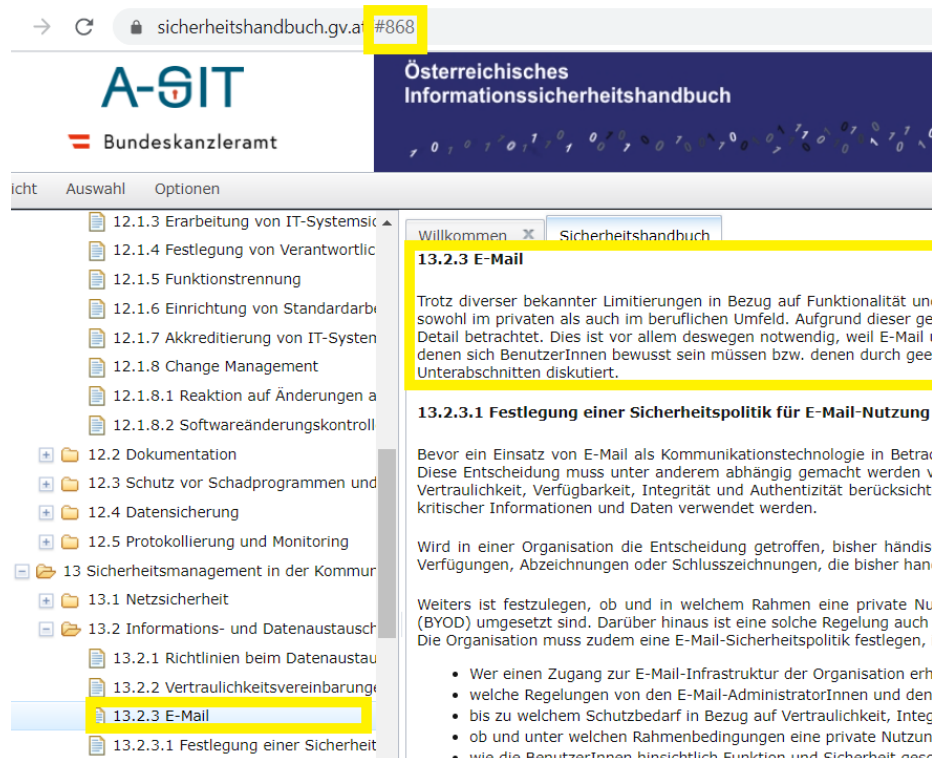 sicherheitshandbuch.gv.at #868
A-SIT
Bundeskanzleramt
Österreichisches
Informationssicherheitshandbuch
icht Auswahl Optionen
12.1.3 Erarbeitung von IT-Systemsic
12.1.4 Festlegung von Verantwortlic
12.1.5 Funktionstrennung
12.1.6 Einrichtung von Standardarbe
12.1.7 Akkreditierung von IT-System
12.1.8 Change Management
12.1.8.1 Reaktion auf Änderungen a
12.1.8.2 Softwareänderungskontroll
12.2 Dokumentation
12.3 Schutz vor Schadprogrammen und
12.4 Datensicherung
12.5 Protokollierung und Monitoring
13 Sicherheitsmanagement in der Kommun
13.1 Netzsicherheit
13.2 Informations- und Datenaustausch
13.2.1 Richtlinien beim Datenaustau
13.2.2 Vertraulichkeitsvereinbarunge
13.2.3 E-Mail
13.2.3.1 Festlegung einer Sicherheit
Willkommen X Sicherheitshandbuch
13.2.3 E-Mail
Trotz diverser bekannter Limitierungen in Bezug auf Funktionalität und
sowohl im privaten als auch im beruflichen Umfeld. Aufgrund dieser ge
Detail betrachtet. Dies ist vor allem deswegen notwendig, weil E-Mail u
denen sich BenutzerInnen bewusst sein müssen bzw. denen durch gee
Unterabschnitten diskutiert.
13.2.3.1 Festlegung einer Sicherheitspolitik für E-Mail-Nutzung
Bevor ein Einsatz von E-Mail als Kommunikationstechnologie in Betrac
Diese Entscheidung muss unter anderem abhängig gemacht werden v
Vertraulichkeit, Verfügbarkeit, Integrität und Authentizität berücksicht
kritischer Informationen und Daten verwendet werden.
Wird in einer Organisation die Entscheidung getroffen, bisher händis
Verfügungen, Abzeichnungen oder Schlusszeichnungen, die bisher han
Weiters ist festzulegen, ob und in welchem Rahmen eine private Nu
(BYOD) umgesetzt sind. Darüber hinaus ist eine solche Regelung auch
Die Organisation muss zudem eine E-Mail-Sicherheitspolitik festlegen,
• Wer einen Zugang zur E-Mail-Infrastruktur der Organisation erh
• welche Regelungen von den E-Mail-AdministratorInnen und den
• bis zu welchem Schutzbedarf in Bezug auf Vertraulichkeit, Integ
• ob und unter welchen Rahmenbedingungen eine private Nutzun
• wie die BenutzerInnen hinsichtlich Funktion und Sicherheit gesc